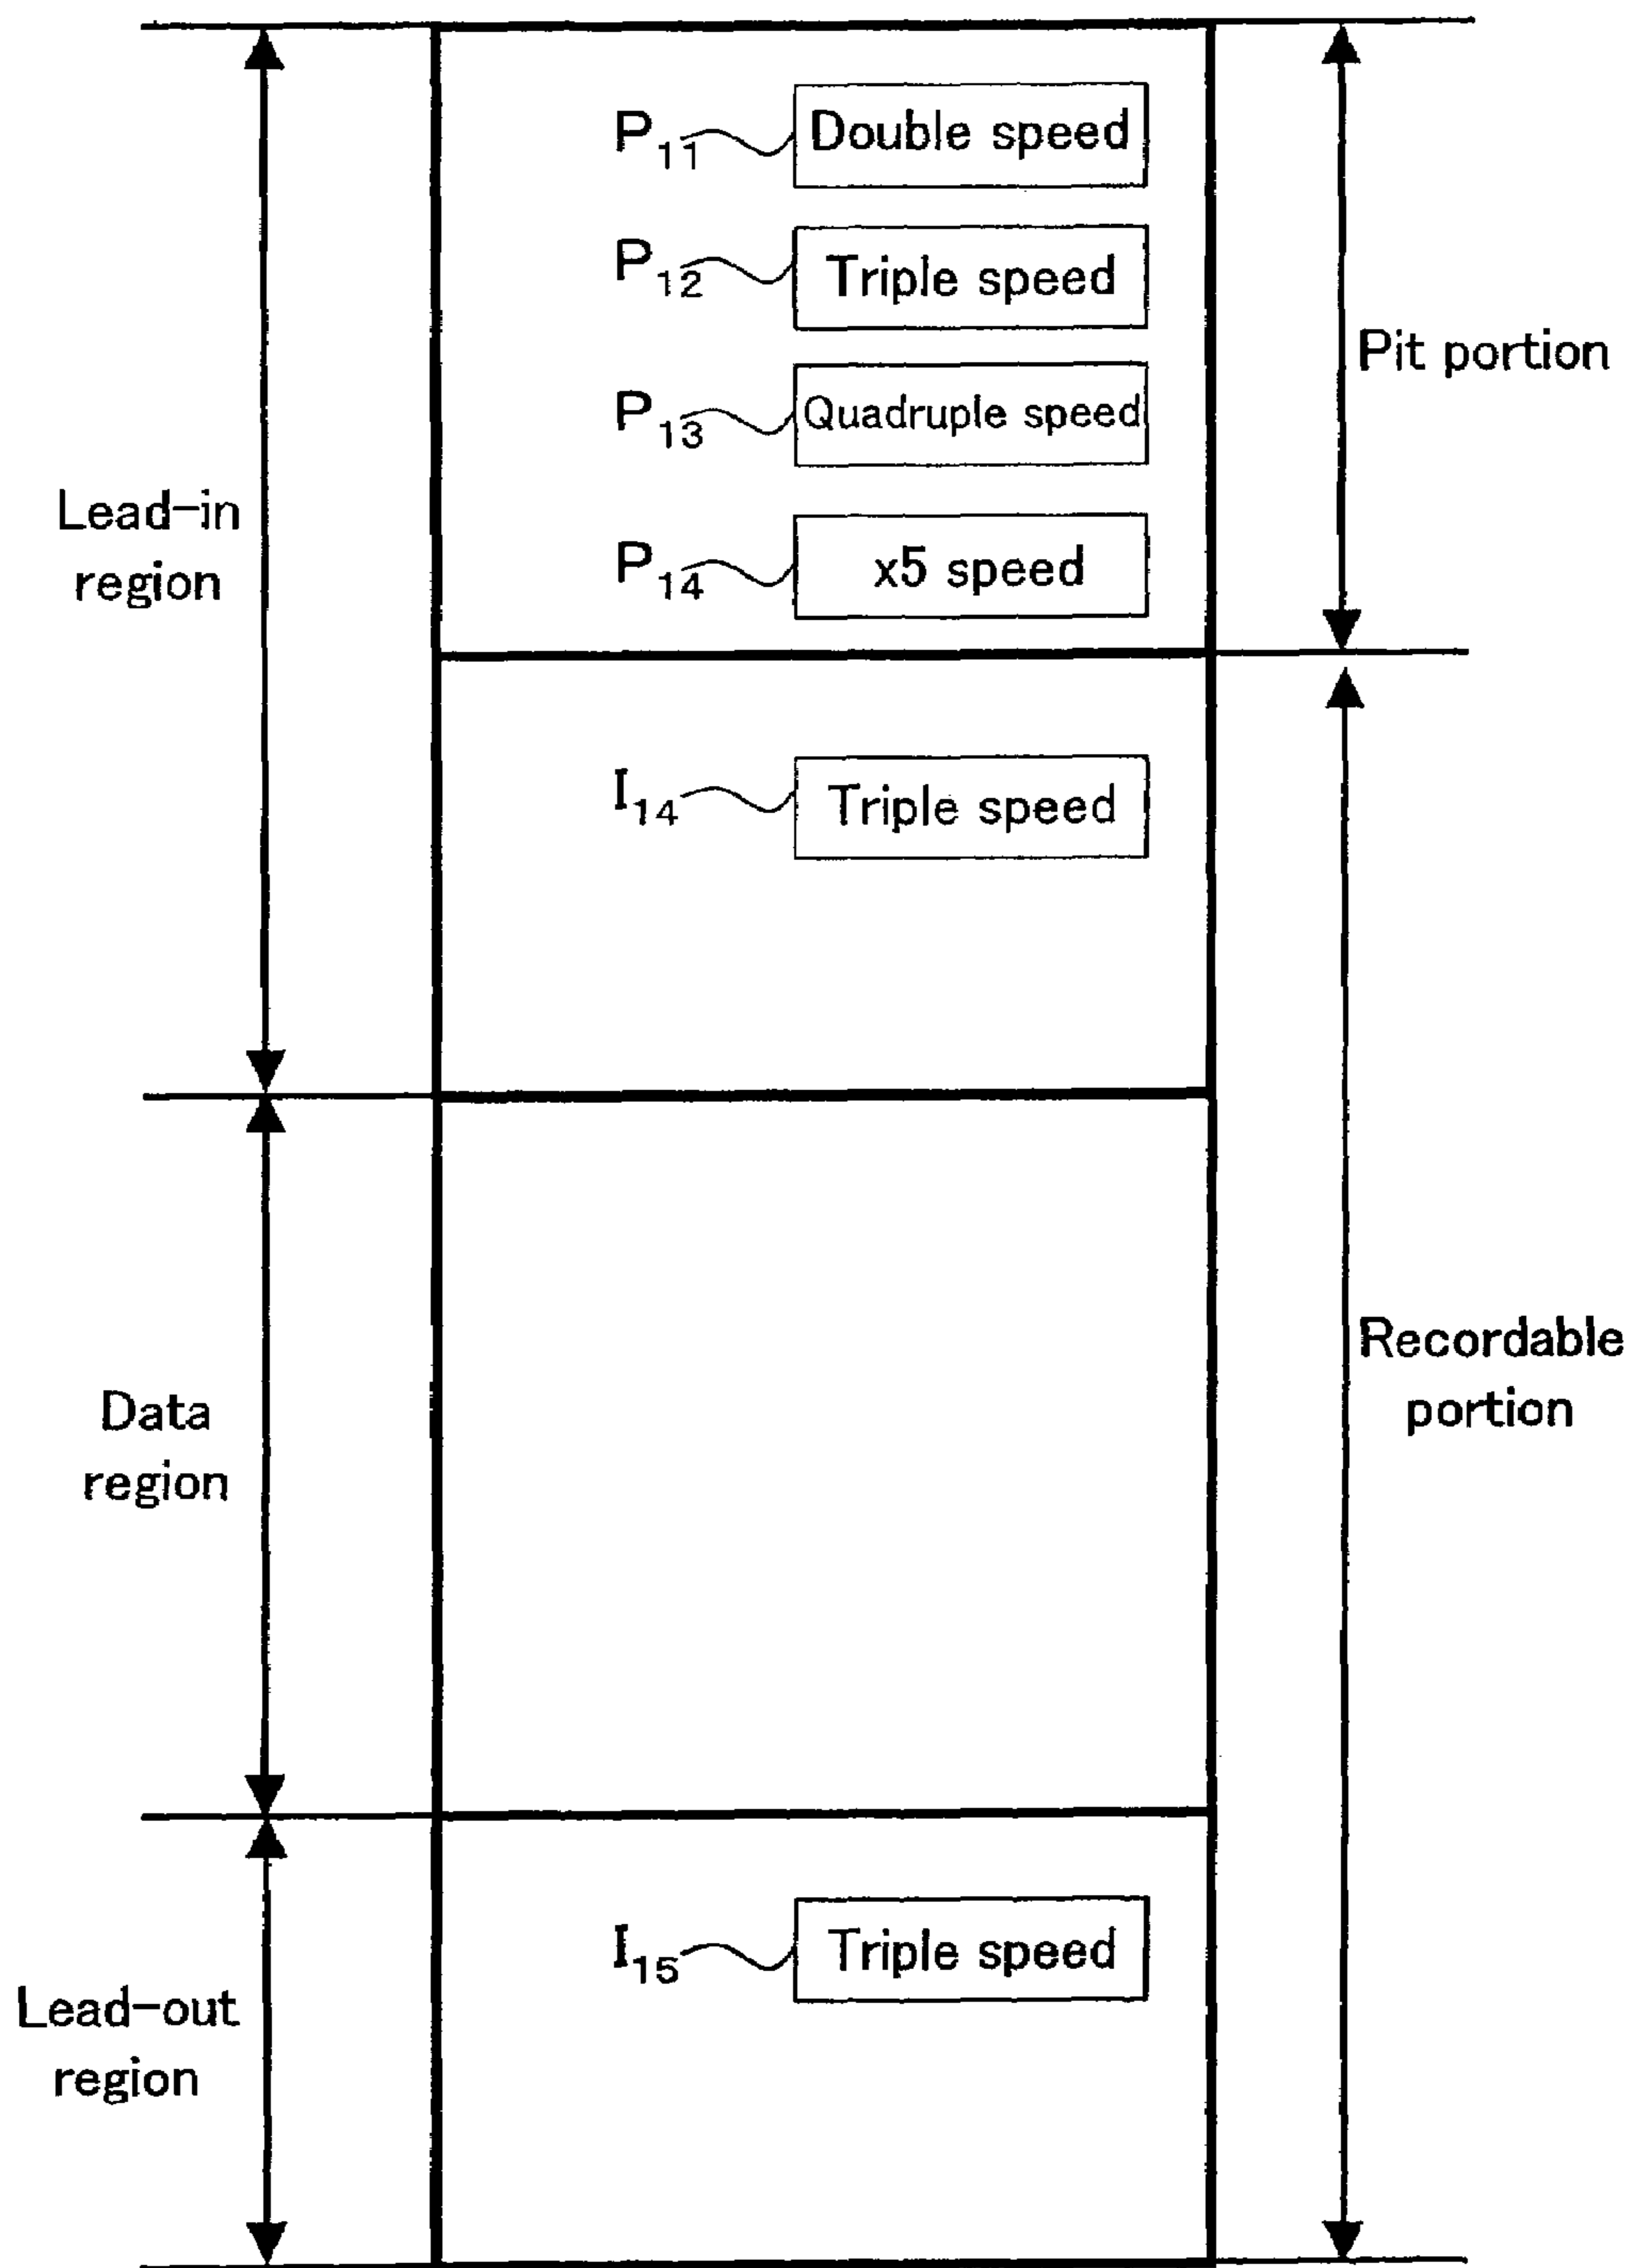 P11 Double speed
P12 Triple speed
P13 Quadruple speed
P14 x5 speed
Pit portion
Lead-in
region
I14 Triple speed
Recordable
portion
Data
region
I15 Triple speed
Lead-out
region